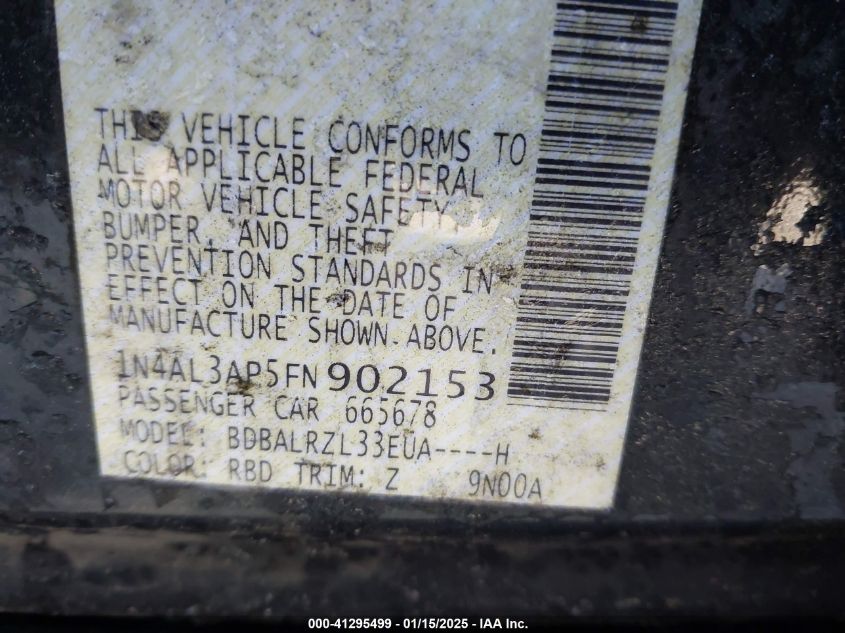 THIS VEHICLE CONFORMS TO
ALL APPLICABLE FEDERAL
MOTOR VEHICLE SAFETY,
BUMPER, AND THEFT
PREVENTION STANDARDS IN
EFFECT ON THE DATE OF
MANUFACTURE SHOWN ABOVE.
1N4AL3AP5FN902153
PASSENGER CAR 665678
MODEL: BDBALRZL33EUA----H
COLOR: RBD TRIM: Z 9N00A
000-41295499 - 01/15/2025 - IAA Inc.